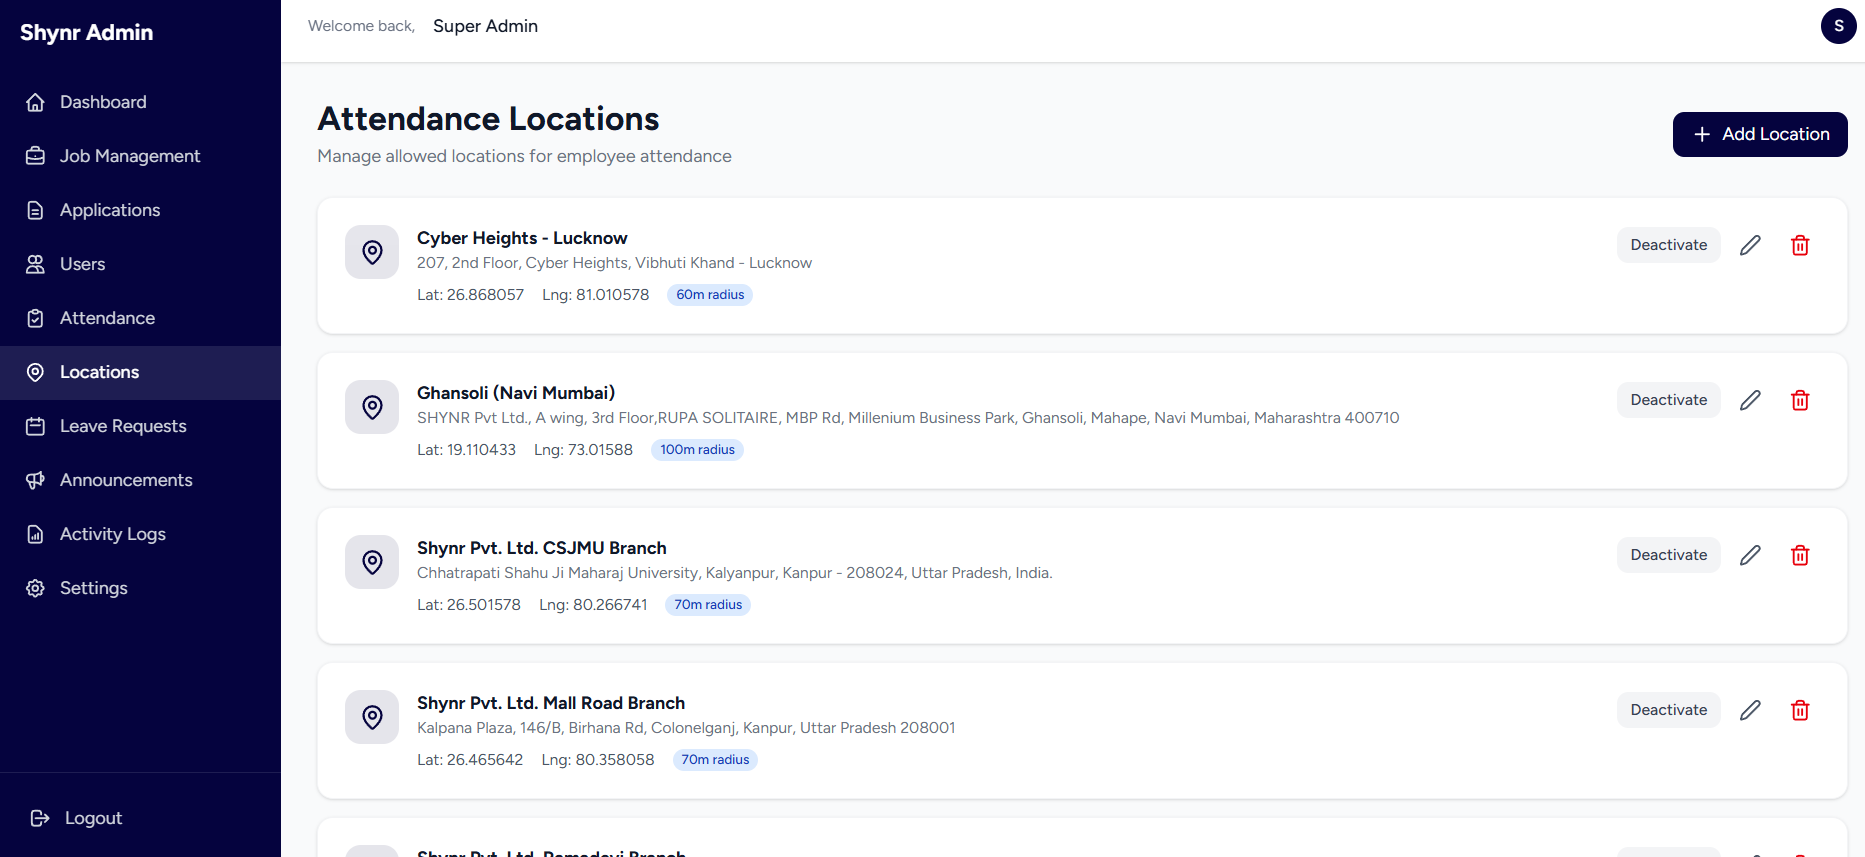 Shynr Admin
Dashboard
Job Management
Applications
Users
Attendance
Locations
Leave Requests
Announcements
Activity Logs
Settings
Logout
Welcome back, Super Admin
S
Attendance Locations
Manage allowed locations for employee attendance
Add Location
Cyber Heights - Lucknow
207, 2nd Floor, Cyber Heights, Vibhuti Khand - Lucknow
Lat: 26.868057 Lng: 81.010578 60m radius
Deactivate
Ghansoli (Navi Mumbai)
SHYNR Pvt Ltd., A wing, 3rd Floor,RUPA SOLITAIRE, MBP Rd, Millenium Business Park, Ghansoli, Mahape, Navi Mumbai, Maharashtra 400710
Lat: 19.110433 Lng: 73.01588 100m radius
Deactivate
Shynr Pvt. Ltd. CSJMU Branch
Chhatrapati Shahu Ji Maharaj University, Kalyanpur, Kanpur - 208024, Uttar Pradesh, India.
Lat: 26.501578 Lng: 80.266741 70m radius
Deactivate
Shynr Pvt. Ltd. Mall Road Branch
Kalpana Plaza, 146/B, Birhana Rd, Colonelganj, Kanpur, Uttar Pradesh 208001
Lat: 26.465642 Lng: 80.358058 70m radius
Deactivate
Shynr Pvt. Ltd. Ramadevi Branch